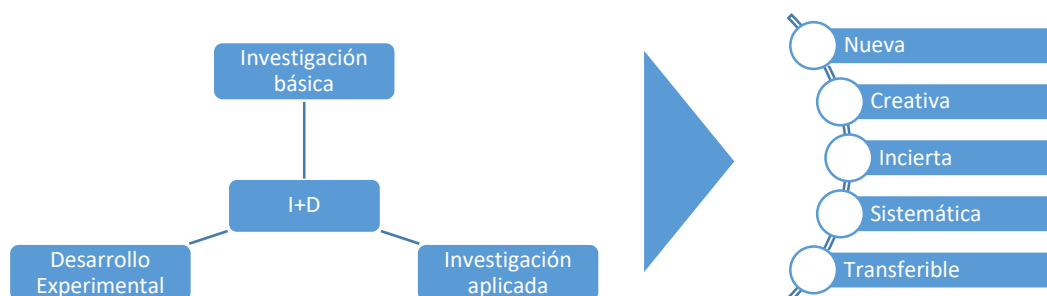 Investigación
básica
I+D
Desarrollo
Experimental
Investigación
aplicada
Nueva
Creativa
Incierta
Sistemática
Transferible